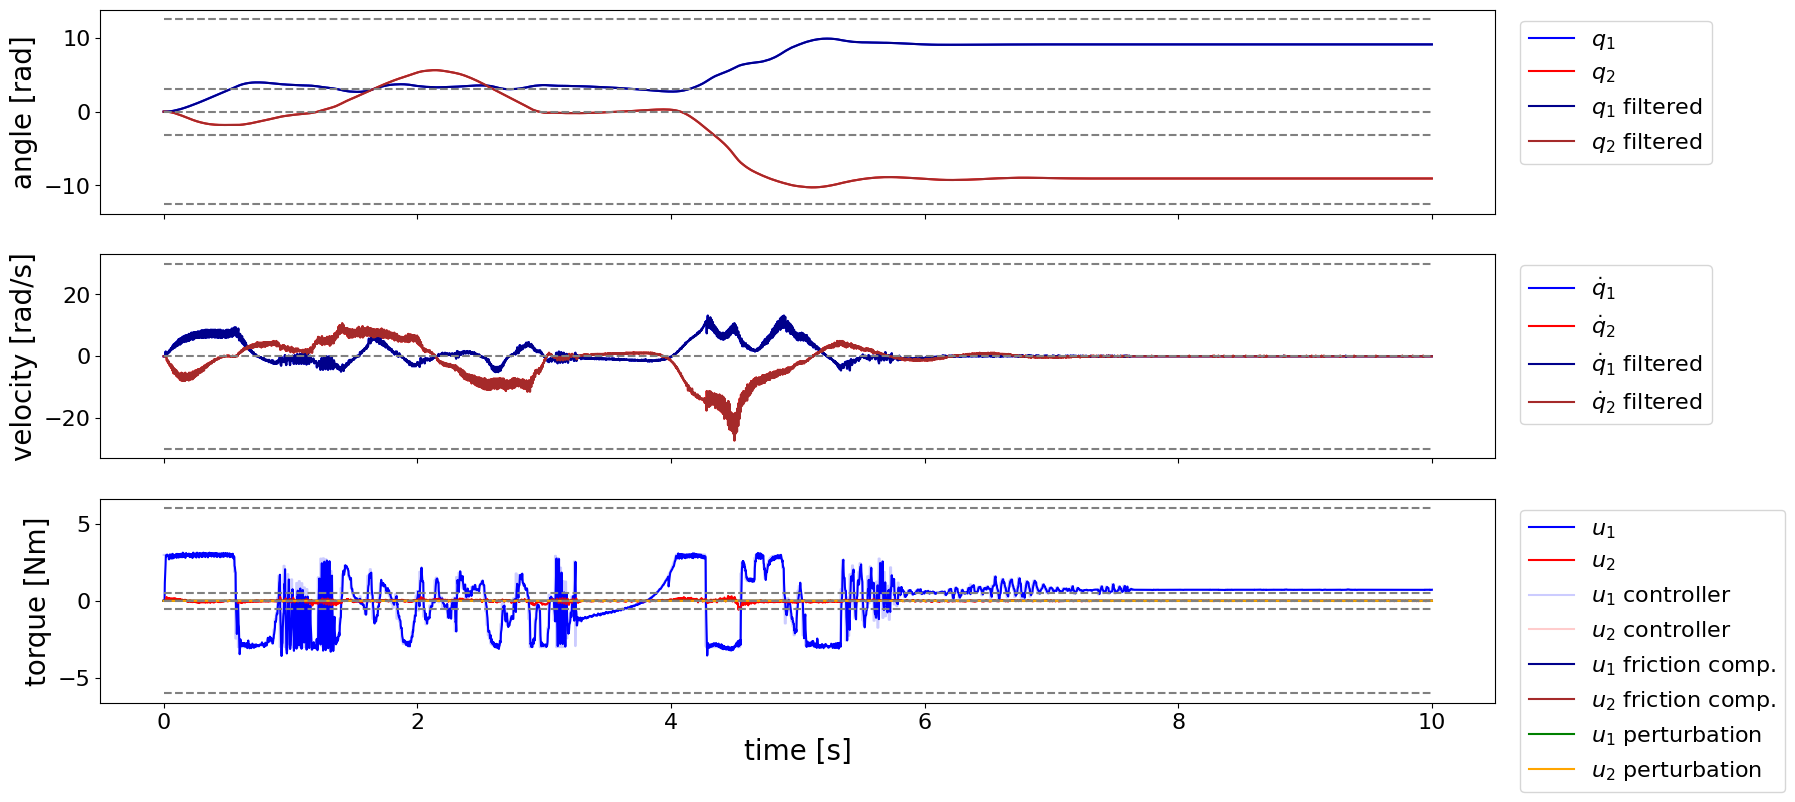 angle [rad]
10
0
−10
q₁
q₂
q₁ filtered
q₂ filtered
velocity [rad/s]
20
0
−20
q̇₁
q̇₂
q̇₁ filtered
q̇₂ filtered
torque [Nm]
5
0
−5
u₁
u₂
u₁ controller
u₂ controller
u₁ friction comp.
u₂ friction comp.
u₁ perturbation
u₂ perturbation
0 2 4 6 8 10
time [s]